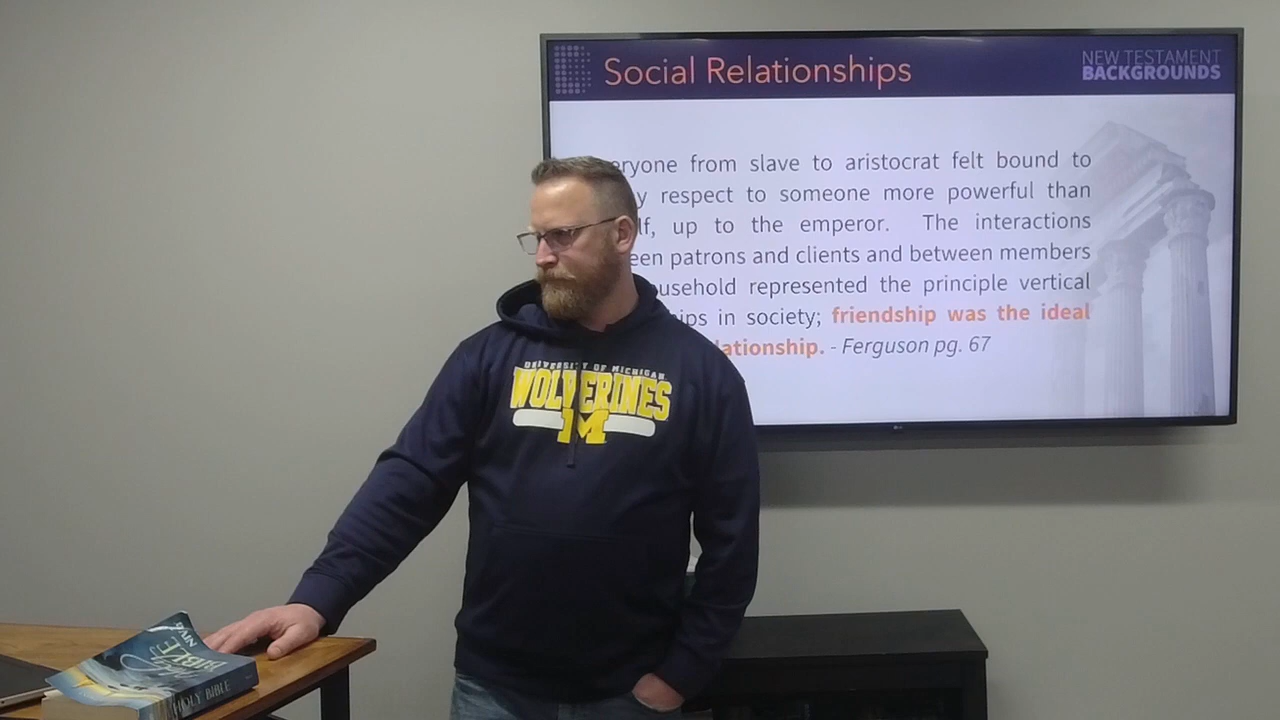 Social Relationships
NEW TESTAMENT
BACKGROUNDS
eryone from slave to aristocrat felt bound to
y respect to someone more powerful than
lf, up to the emperor. The interactions
een patrons and clients and between members
ousehold represented the principle vertical
ips in society; friendship was the ideal
lationship. - Ferguson pg. 67
UNIVERSITY OF MICHIGAN
WOLVERINES
M
NIV
BIBLE
HOLY BIBLE